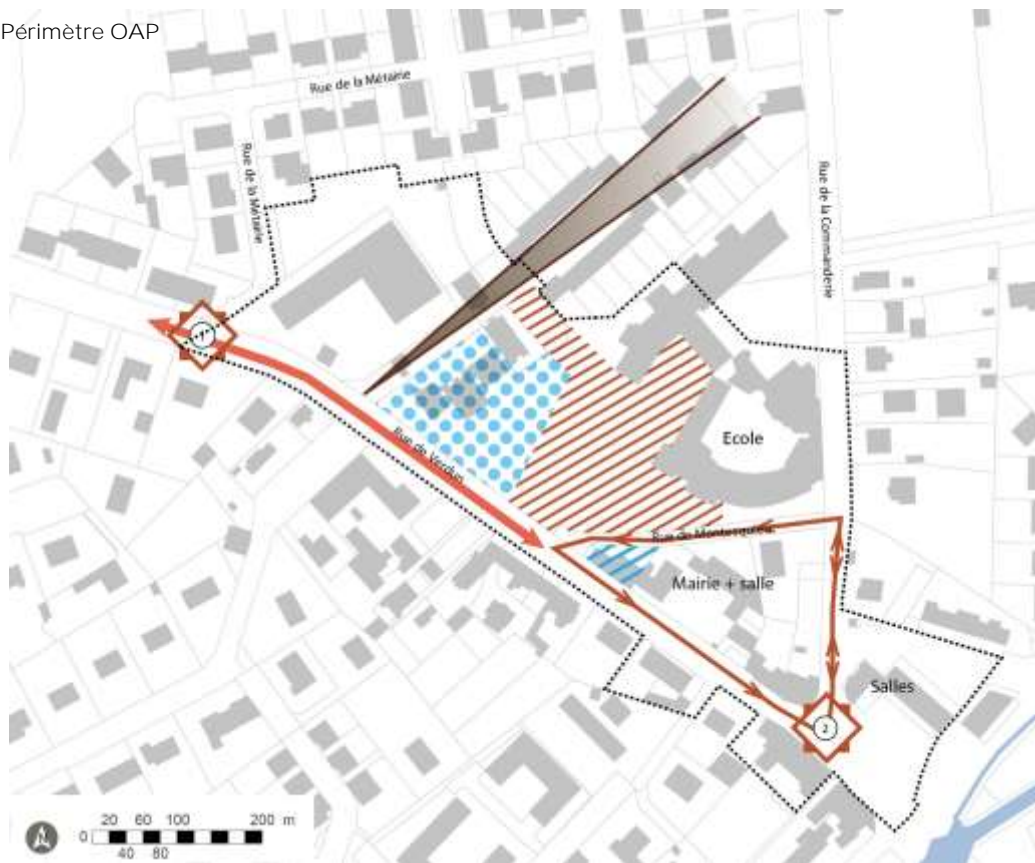 Périmètre OAP
Rue de la Métairie
Rue de la Métairie
Rue de la Commanderie
1
Rue de Verdun
Ecole
Rue de Montesquieu
Mairie + salle
Salles
2
20 60 100 200 m
0
40 80
N